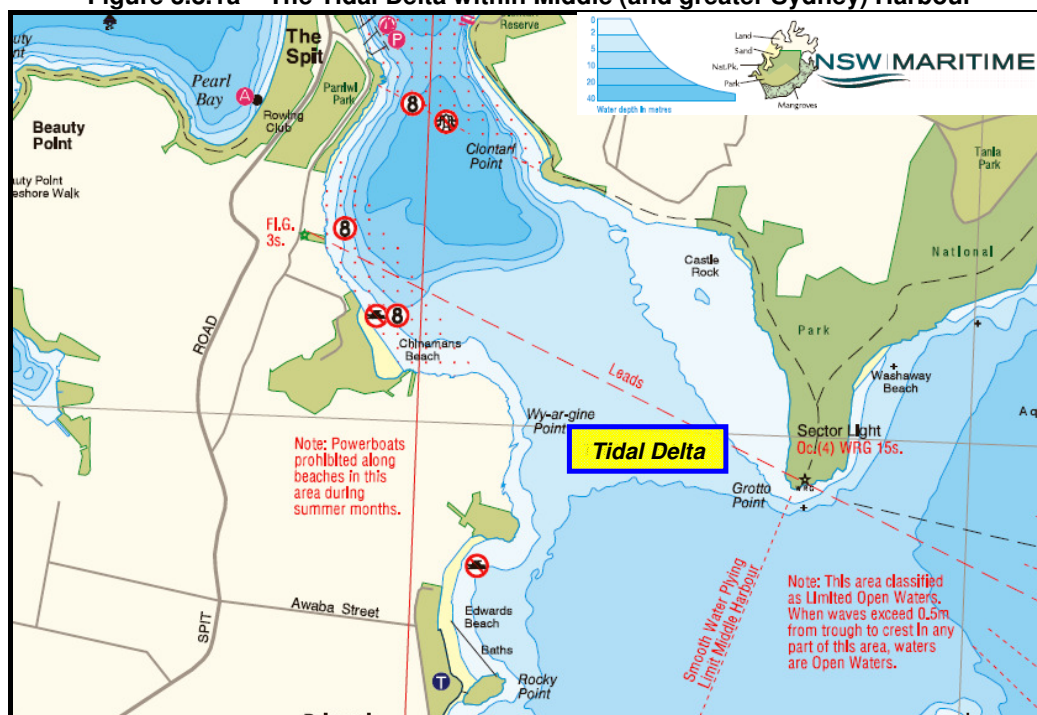 The Tidal Delta within Middle (and greater Sydney) Harbour
The
Spit
Reserve
P
Pearl
Bay
A
Parriwi
Park
Rowing
Club
Beauty
Point
uty Point
eshore Walk
8
Clontarf
Point
0
2
5
10
20
40
Water depth in metres
Land
Sand
Nat.Pk.
Park
Mangroves
NSW MARITIME
Tania
Park
National
Park
Castle
Rock
Fl.G.
3s.
8
8
ROAD
Chinamans
Beach
Leads
Washaway
Beach
Aq
Wy-ar-gine
Point
Tidal Delta
Sector Light
Oc.(4) WRG 15s.
WRG
Grotto
Point
Note: Powerboats
prohibited along
beaches in this
area during
summer months.
Smooth Water Plying
Limit Middle Harbour
Note: This area classified
as Limited Open Waters.
When waves exceed 0.5m
from trough to crest in any
part of this area, waters
are Open Waters.
Awaba Street
SPIT
Edwards
Beach
Baths
T
Rocky
Point